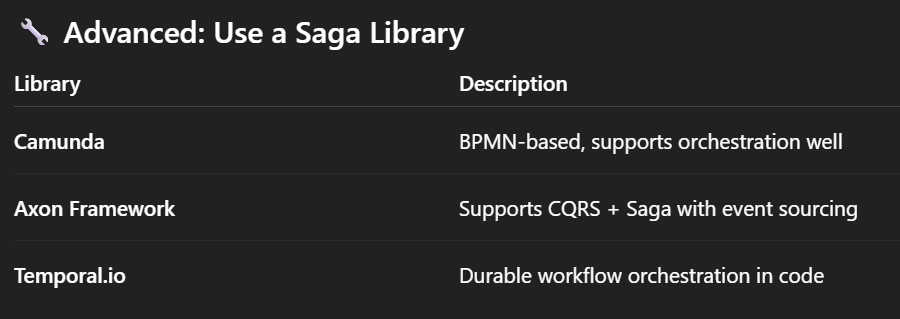 🔧 Advanced: Use a Saga Library
Library Description
Camunda BPMN-based, supports orchestration well
Axon Framework Supports CQRS + Saga with event sourcing
Temporal.io Durable workflow orchestration in code